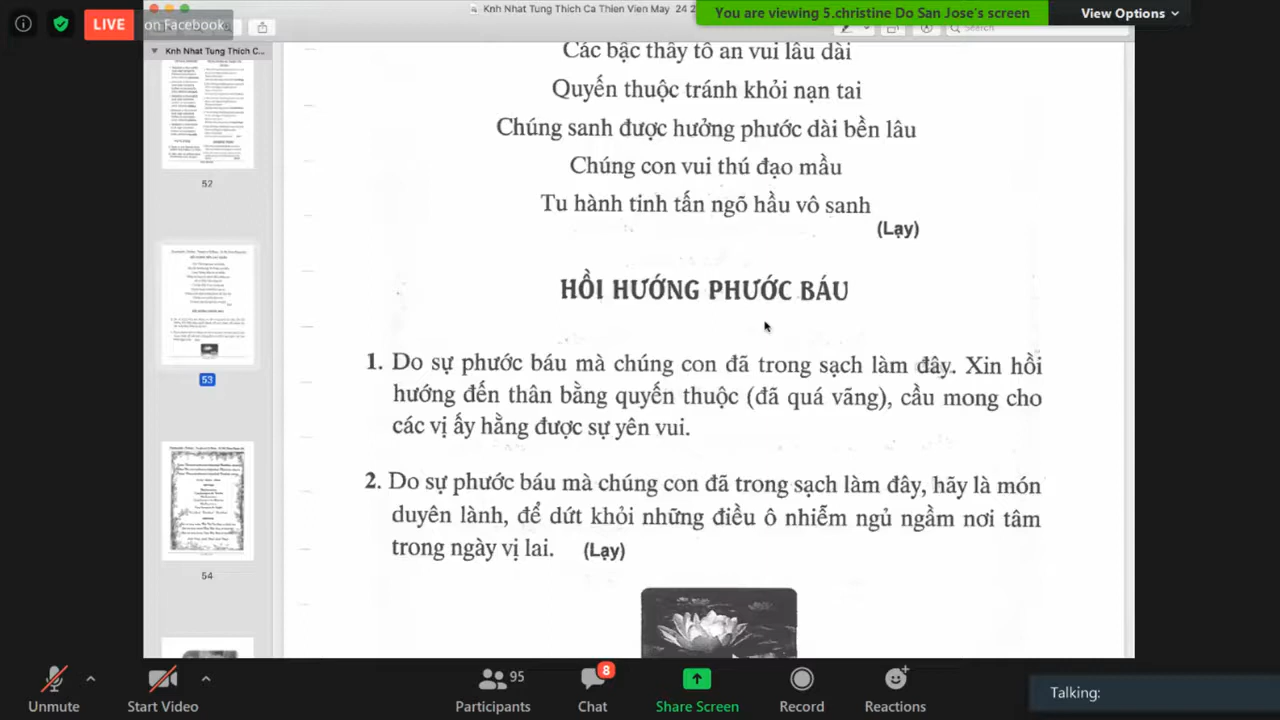 Knh Nhat Tung Thich Ca Thien Vien May 24 2
You are viewing 5.christine Do San Jose's screen
View Options
LIVE
on Facebook
Search
Knh Nhat Tung Thich C...
Các bậc thầy tổ an vui lâu dài
Quyến thuộc tránh khỏi nạn tai
Chúng sanh được hưởng phước dài bền lâu
Chúng con vui thú đạo mầu
Tu hành tinh tấn ngõ hầu vô sanh
(Lạy)
HỒI HƯỚNG PHƯỚC BÁU
1. Do sự phước báu mà chúng con đã trong sạch làm đây. Xin hồi
hướng đến thân bằng quyến thuộc (đã quá vãng), cầu mong cho
các vị ấy hằng được sự yên vui.
2. Do sự phước báu mà chúng con đã trong sạch làm đây, hãy là món
duyên lành, để dứt khỏi những điều ô nhiễm ngủ ngầm nơi tâm
trong ngày vị lai. (Lạy)
52
53
54
Unmute
Start Video
Participants
95
Chat
8
Share Screen
Record
Reactions
Talking: